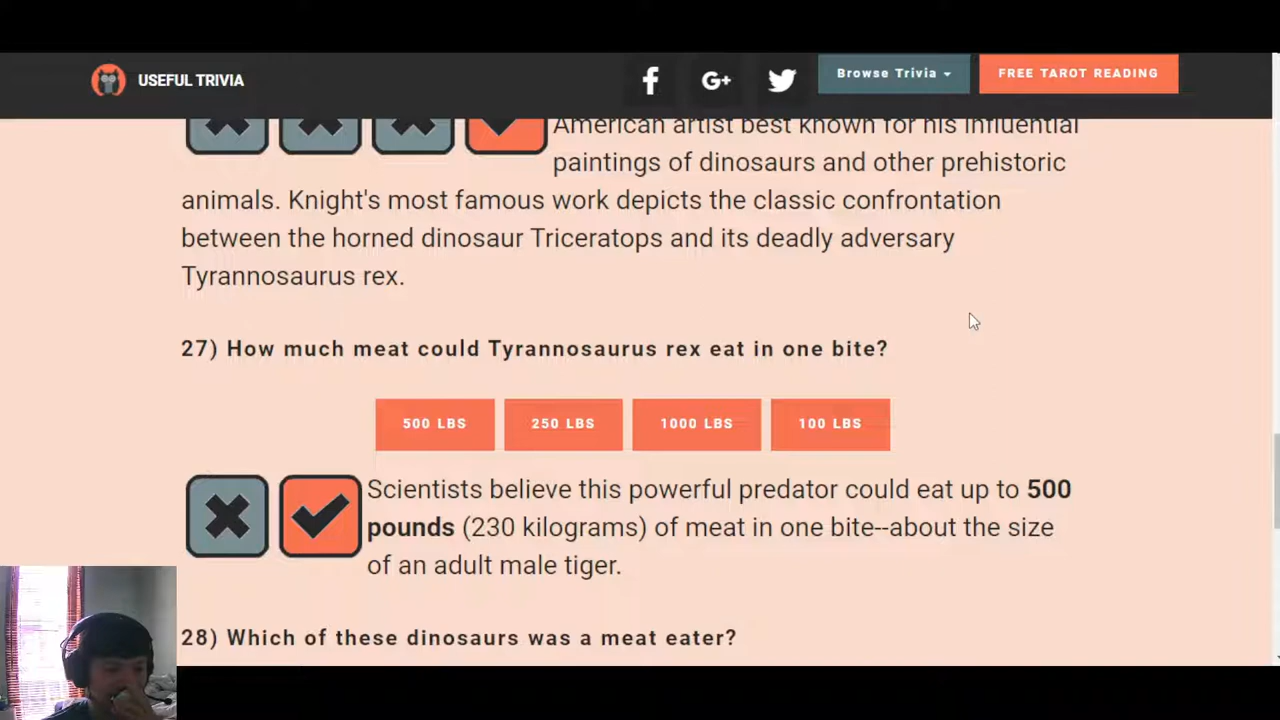 USEFUL TRIVIA
Browse Trivia
FREE TAROT READING
American artist best known for his influential
paintings of dinosaurs and other prehistoric
animals. Knight's most famous work depicts the classic confrontation
between the horned dinosaur Triceratops and its deadly adversary
Tyrannosaurus rex.
27) How much meat could Tyrannosaurus rex eat in one bite?
500 LBS 250 LBS 1000 LBS 100 LBS
Scientists believe this powerful predator could eat up to 500
pounds (230 kilograms) of meat in one bite--about the size
of an adult male tiger.
28) Which of these dinosaurs was a meat eater?